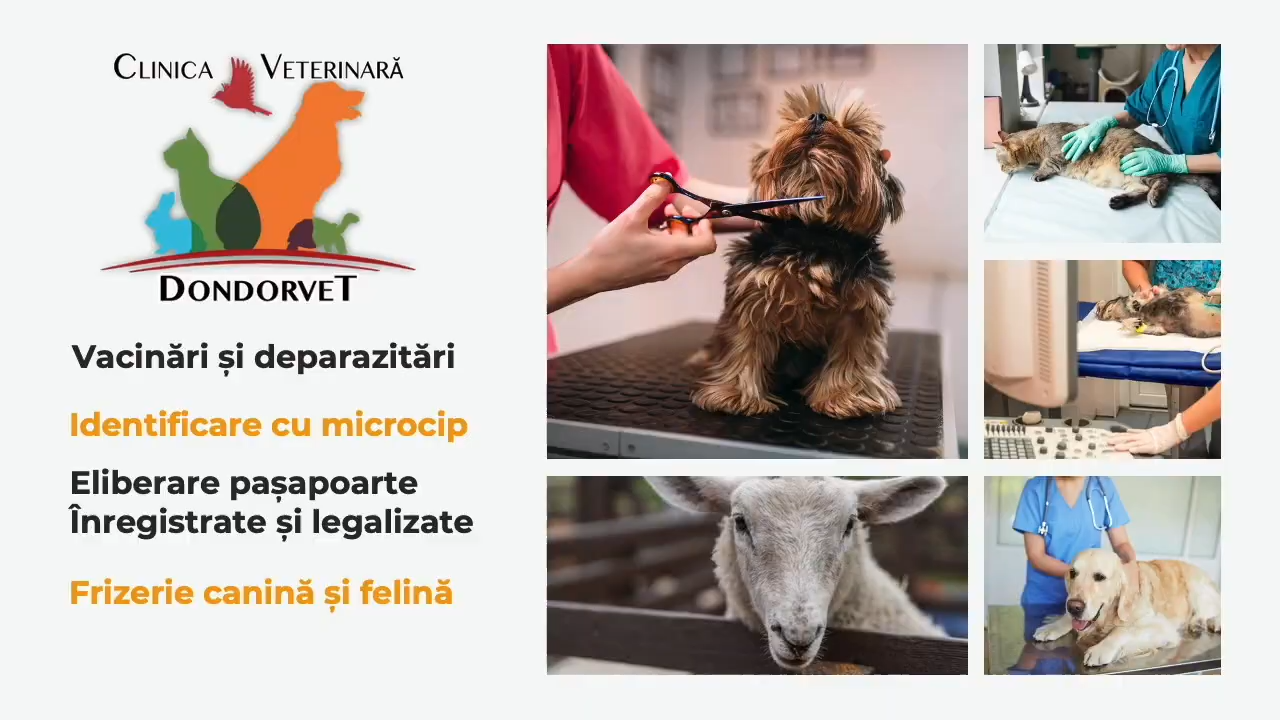 CLINICA VETERINARĂ
DONDORVET
Vacinări și deparazitări
Identificare cu microcip
Eliberare pașapoarte
Înregistrate și legalizate
Frizerie canină și felină